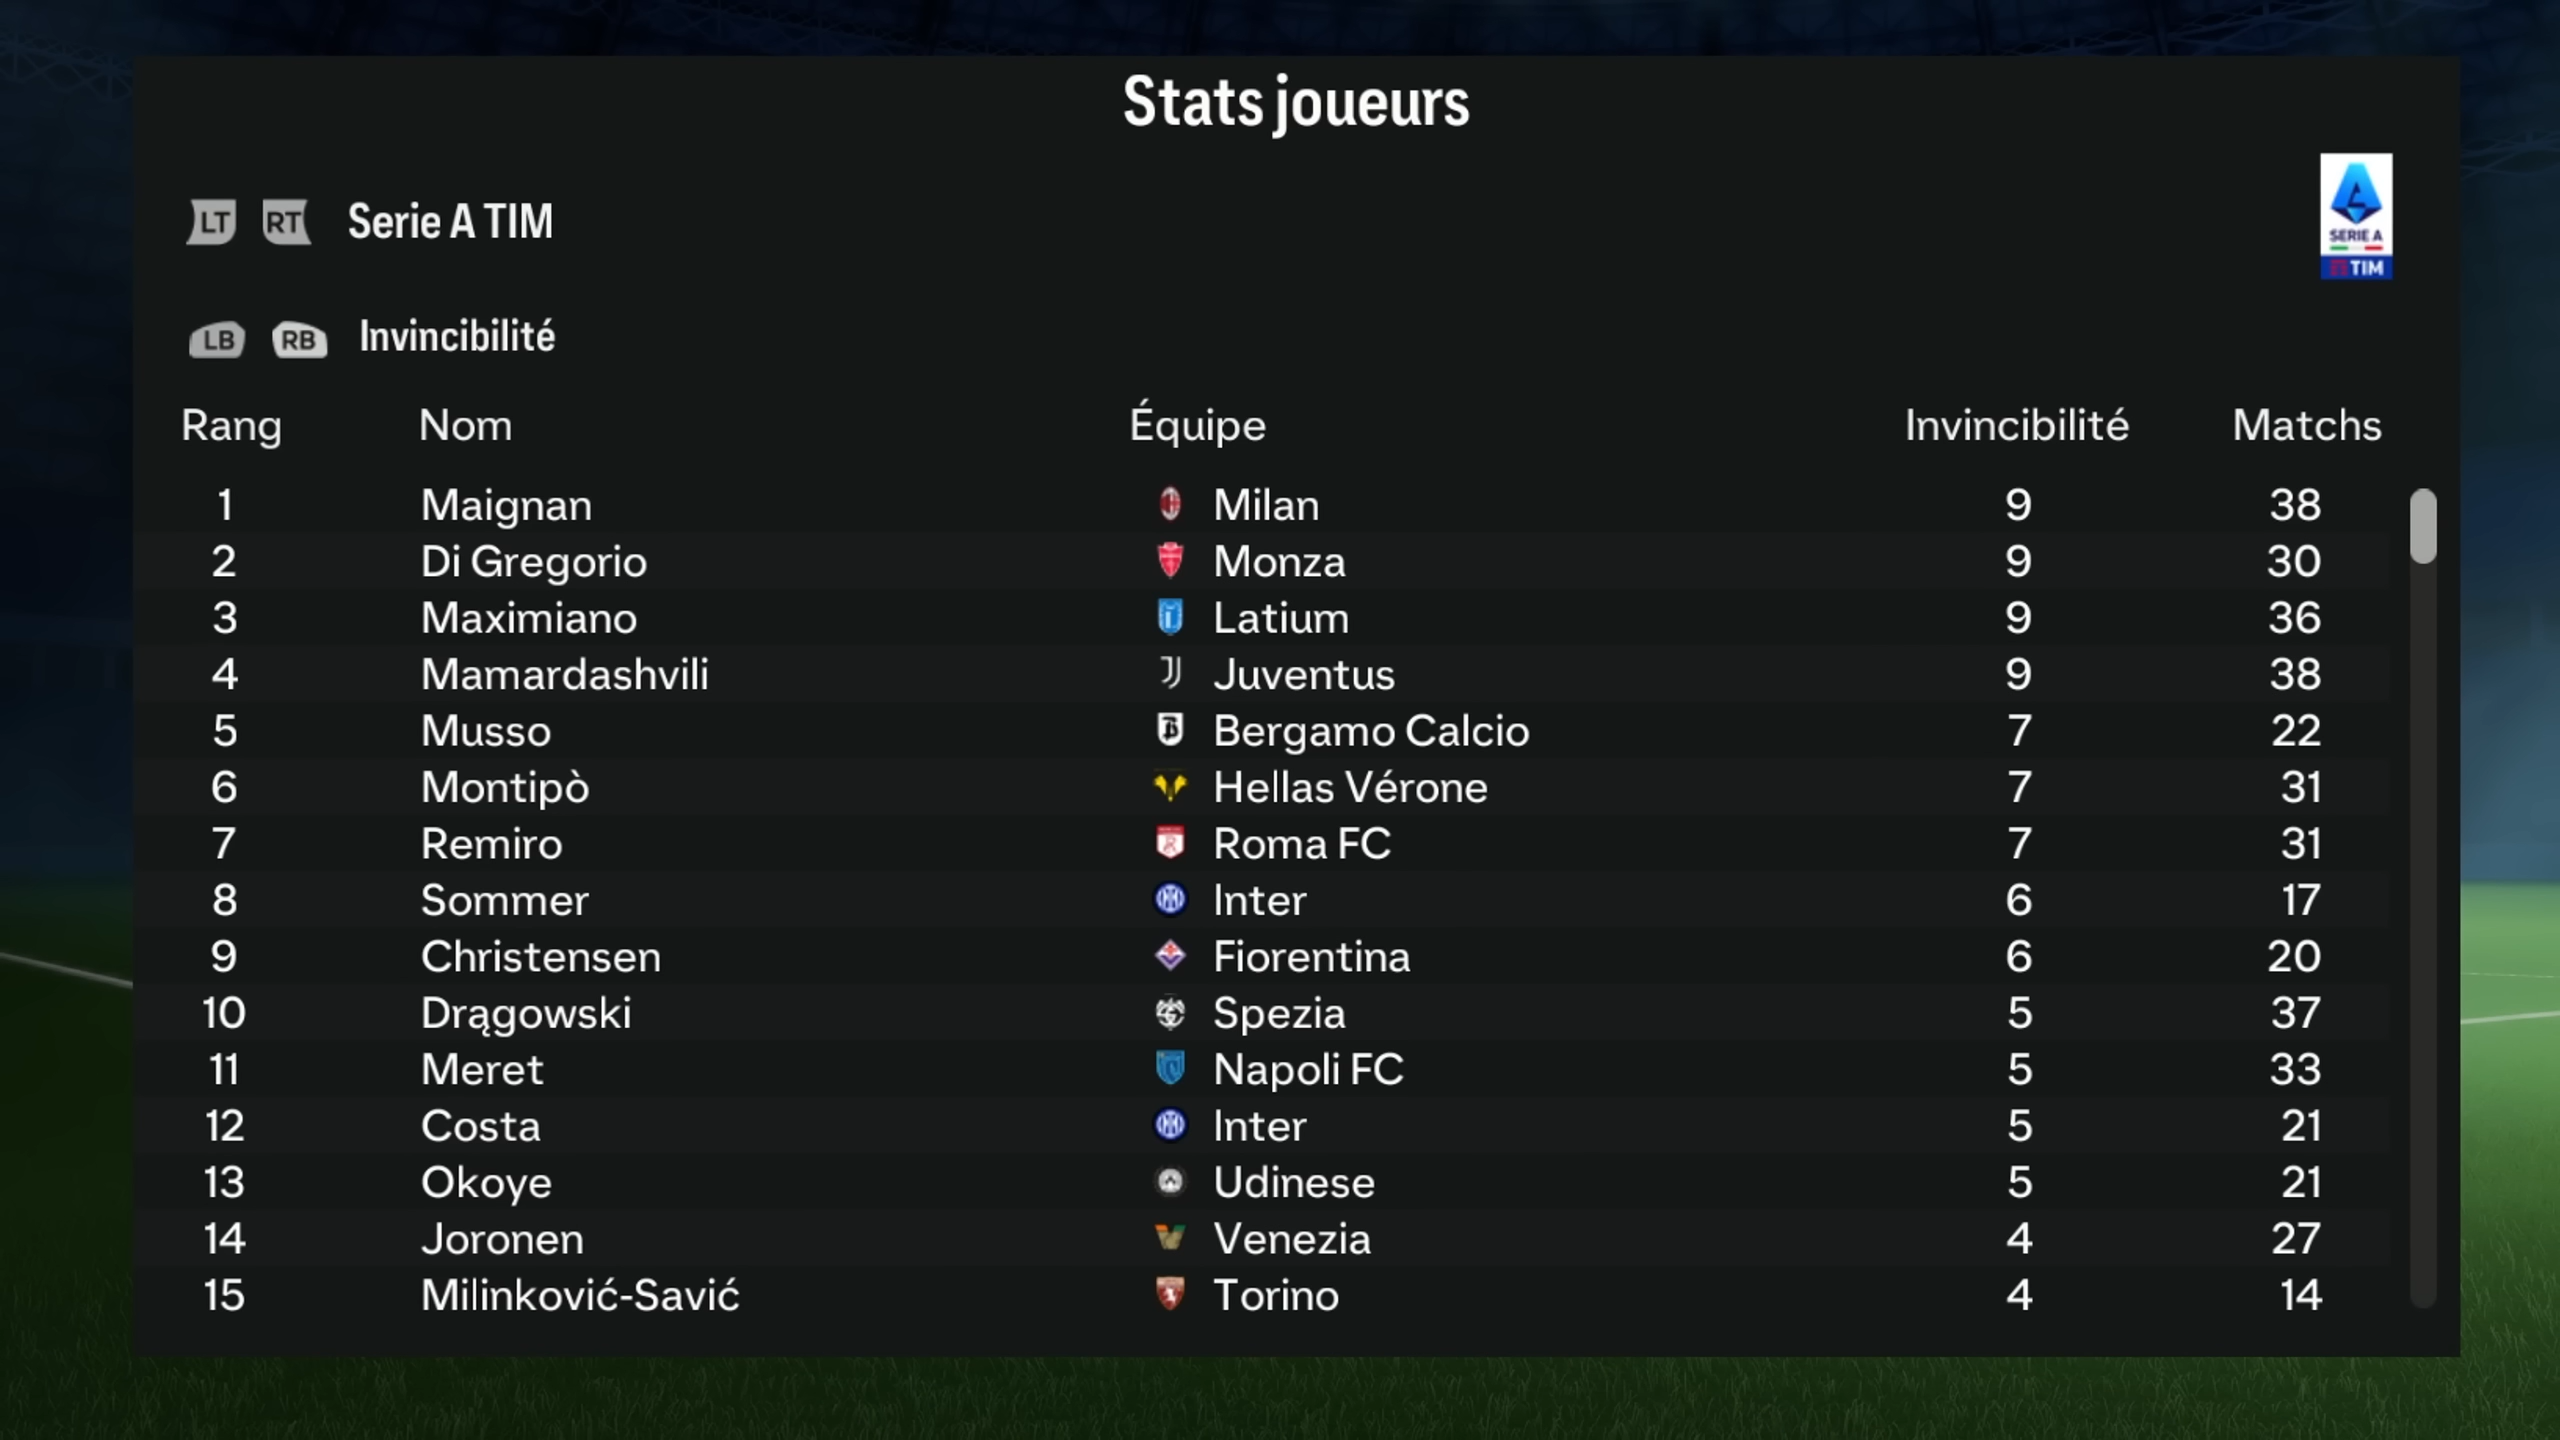 Stats joueurs
LT RT Serie A TIM
SERIE A
TIM
LB RB Invincibilité
Rang Nom Équipe Invincibilité Matchs
1 Maignan Milan 9 38
2 Di Gregorio Monza 9 30
3 Maximiano Latium 9 36
4 Mamardashvili Juventus 9 38
5 Musso Bergamo Calcio 7 22
6 Montipò Hellas Vérone 7 31
7 Remiro Roma FC 7 31
8 Sommer Inter 6 17
9 Christensen Fiorentina 6 20
10 Drągowski Spezia 5 37
11 Meret Napoli FC 5 33
12 Costa Inter 5 21
13 Okoye Udinese 5 21
14 Joronen Venezia 4 27
15 Milinković-Savić Torino 4 14